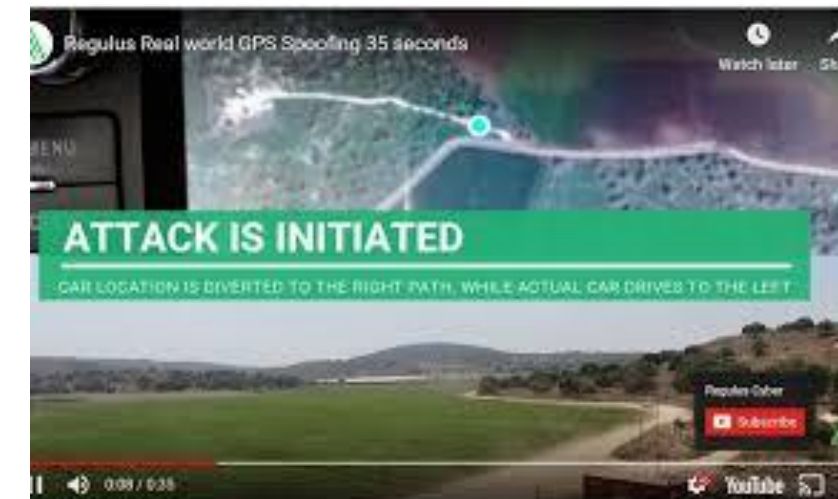 Regulus Real world GPS Spoofing 35 seconds
Watch later
MENU
ATTACK IS INITIATED
CAR LOCATION IS DIVERTED TO THE RIGHT PATH, WHILE ACTUAL CAR DRIVES TO THE LEFT
Regulus Cyber
Subscribe
0:08 / 0:35
YouTube